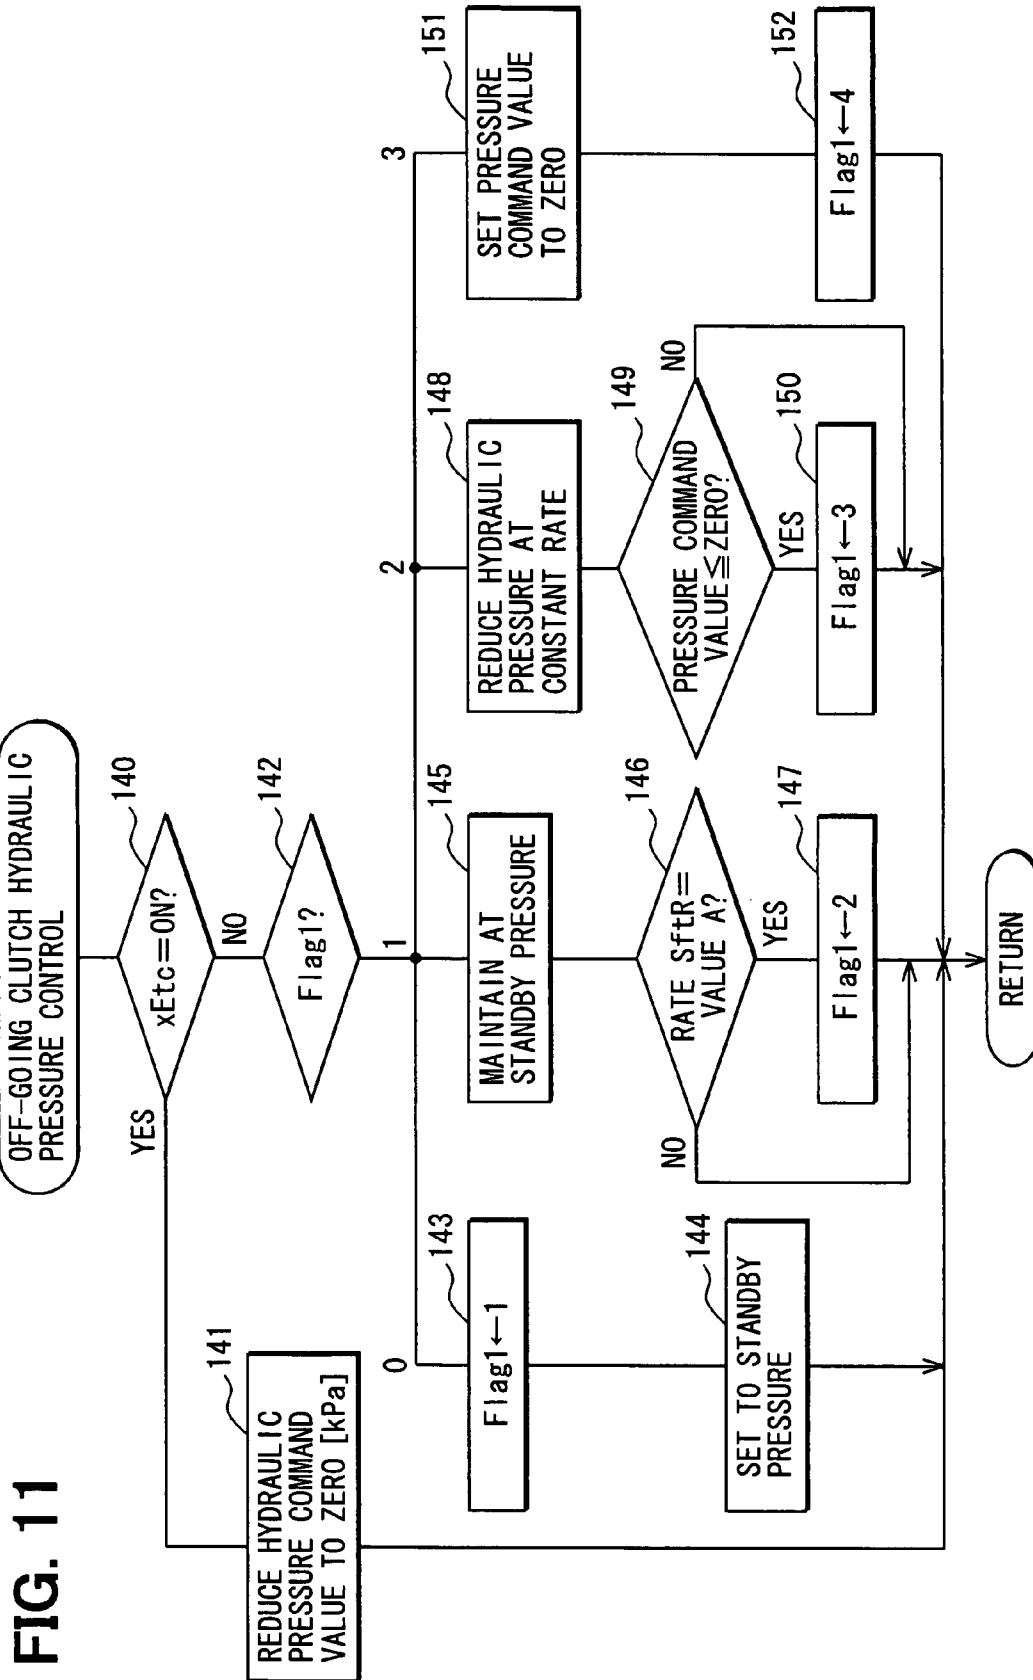 FIG. 11
OFF-GOING CLUTCH HYDRAULIC
PRESSURE CONTROL
140
xEtc=ON?
YES
NO
141
REDUCE HYDRAULIC
PRESSURE COMMAND
VALUE TO ZERO [kPa]
142
Flag1?
0
1
2
3
143
Flag1←1
144
SET TO STANDBY
PRESSURE
145
MAINTAIN AT
STANDBY PRESSURE
146
RATE SftR=
VALUE A?
NO
YES
147
Flag1←2
148
REDUCE HYDRAULIC
PRESSURE AT
CONSTANT RATE
149
PRESSURE COMMAND
VALUE≦ZERO?
NO
YES
150
Flag1←3
151
SET PRESSURE
COMMAND VALUE
TO ZERO
152
Flag1←4
RETURN